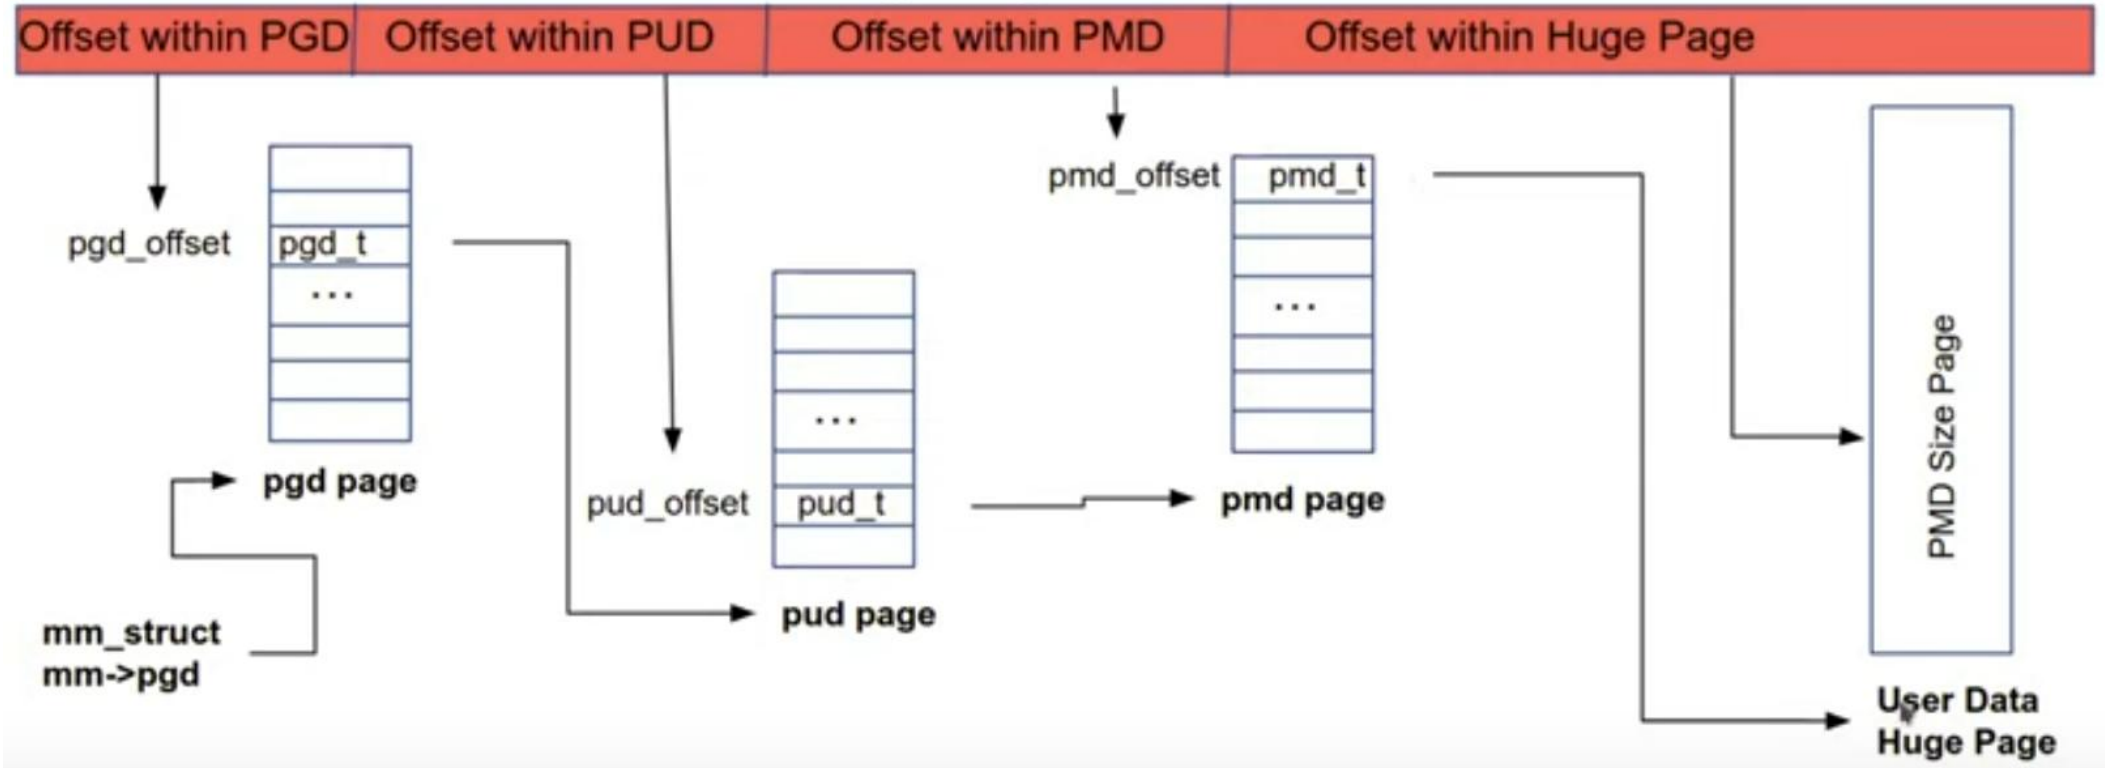 Offset within PGD
Offset within PUD
Offset within PMD
Offset within Huge Page
pgd_offset
pgd_t
...
pgd page
mm_struct
mm->pgd
pud_offset
...
pud_t
pud page
pmd_offset
pmd_t
...
pmd page
PMD Size Page
User Data
Huge Page